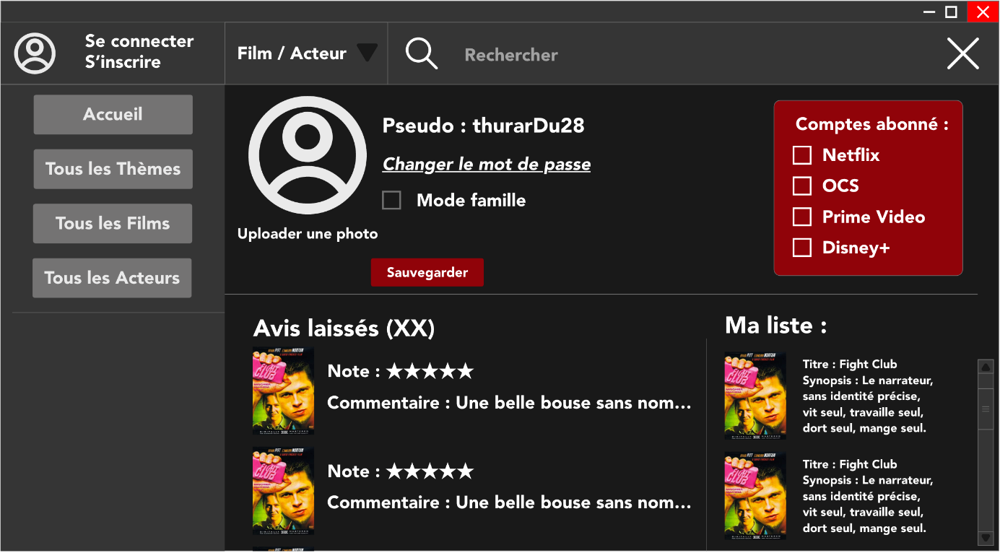 Se connecter
S'inscrire
Film / Acteur
Rechercher
Accueil
Tous les Thèmes
Tous les Films
Tous les Acteurs
Pseudo : thurarDu28
Changer le mot de passe
Mode famille
Uploader une photo
Sauvegarder
Comptes abonné :
Netflix
OCS
Prime Video
Disney+
Avis laissés (XX)
Note : ★★★★★
Commentaire : Une belle bouse sans nom...
Note : ★★★★★
Commentaire : Une belle bouse sans nom...
Ma liste :
Titre : Fight Club
Synopsis : Le narrateur,
sans identité précise,
vit seul, travaille seul,
dort seul, mange seul.
Titre : Fight Club
Synopsis : Le narrateur,
sans identité précise,
vit seul, travaille seul,
dort seul, mange seul.